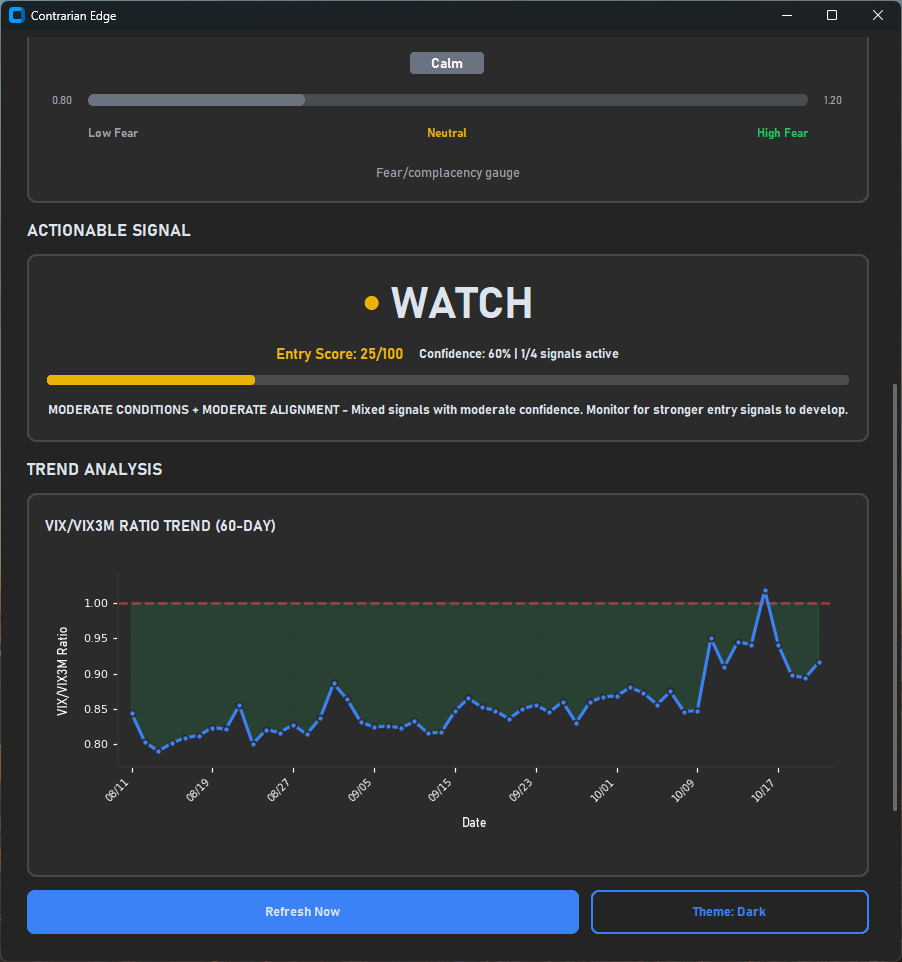 Contrarian Edge
Calm
0.80
1.20
Low Fear
Neutral
High Fear
Fear/complacency gauge
ACTIONABLE SIGNAL
WATCH
Entry Score: 25/100
Confidence: 60% | 1/4 signals active
MODERATE CONDITIONS + MODERATE ALIGNMENT - Mixed signals with moderate confidence. Monitor for stronger entry signals to develop.
TREND ANALYSIS
VIX/VIX3M RATIO TREND (60-DAY)
VIX/VIX3M Ratio
1.00
0.95
0.90
0.85
0.80
08/11
08/19
08/27
09/05
09/15
09/23
10/01
10/09
10/17
Date
Refresh Now
Theme: Dark